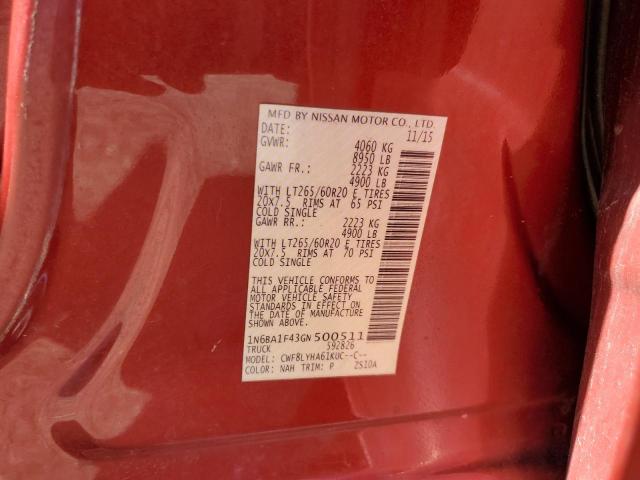 MFD BY NISSAN MOTOR CO., LTD.
DATE: 11/15
GVWR: 4060 KG
8950 LB
GAWR FR.: 2223 KG
4900 LB
WITH LT265/60R20 E TIRES
20X7.5 RIMS AT 65 PSI
COLD SINGLE
GAWR RR.: 2223 KG
4900 LB
WITH LT265/60R20 E TIRES
20X7.5 RIMS AT 70 PSI
COLD SINGLE
THIS VEHICLE CONFORMS TO
ALL APPLICABLE FEDERAL
MOTOR VEHICLE SAFETY
STANDARDS IN EFFECT ON
THE DATE OF MANUFACTURE
SHOWN ABOVE.
1N6BA1F43GN500511
TRUCK 592826
MODEL: CWF8LYHA61KUC--C--
COLOR: NAH TRIM: P ZS10A